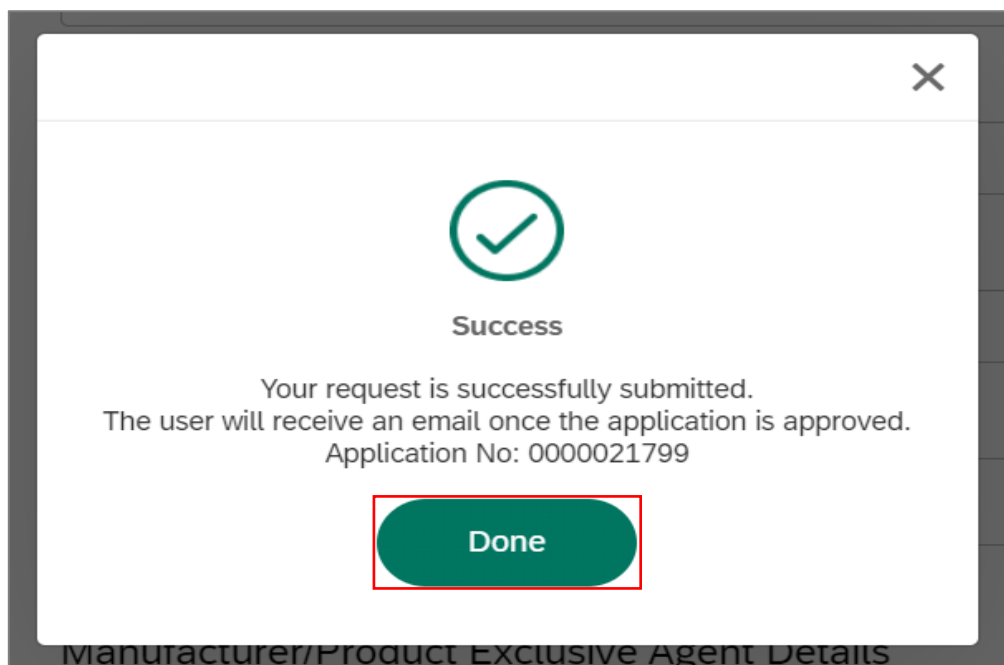 Success
Your request is successfully submitted.
The user will receive an email once the application is approved.
Application No: 0000021799
Done
Manufacturer/Product Exclusive Agent Details